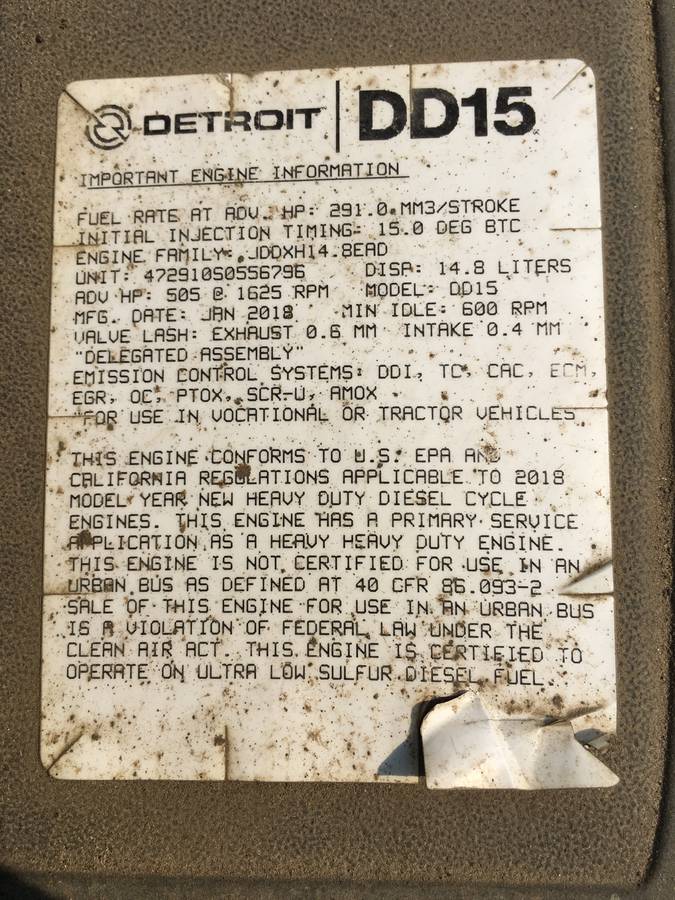 DETROIT DD15
IMPORTANT ENGINE INFORMATION
FUEL RATE AT ADV. HP: 291.0 MM3/STROKE
INITIAL INJECTION TIMING: 15.0 DEG BTC
ENGINE FAMILY: JDDXH14.8EAD
UNIT: 472910S0556796 DISP: 14.8 LITERS
ADV HP: 505 @ 1625 RPM MODEL: DD15
MFG. DATE: JAN 2018 MIN IDLE: 600 RPM
VALVE LASH: EXHAUST 0.6 MM INTAKE 0.4 MM
"DELEGATED ASSEMBLY"
EMISSION CONTROL SYSTEMS: DDI, TC, CAC, ECM,
EGR, OC, PTOX, SCR-U, AMOX
"FOR USE IN VOCATIONAL OR TRACTOR VEHICLES"
THIS ENGINE CONFORMS TO U.S. EPA AND
CALIFORNIA REGULATIONS APPLICABLE TO 2018
MODEL YEAR NEW HEAVY DUTY DIESEL CYCLE
ENGINES. THIS ENGINE HAS A PRIMARY SERVICE
APPLICATION AS A HEAVY HEAVY DUTY ENGINE.
THIS ENGINE IS NOT CERTIFIED FOR USE IN AN
URBAN BUS AS DEFINED AT 40 CFR 86.093-2
SALE OF THIS ENGINE FOR USE IN AN URBAN BUS
IS A VIOLATION OF FEDERAL LAW UNDER THE
CLEAN AIR ACT. THIS ENGINE IS CERTIFIED TO
OPERATE ON ULTRA LOW SULFUR DIESEL FUEL.